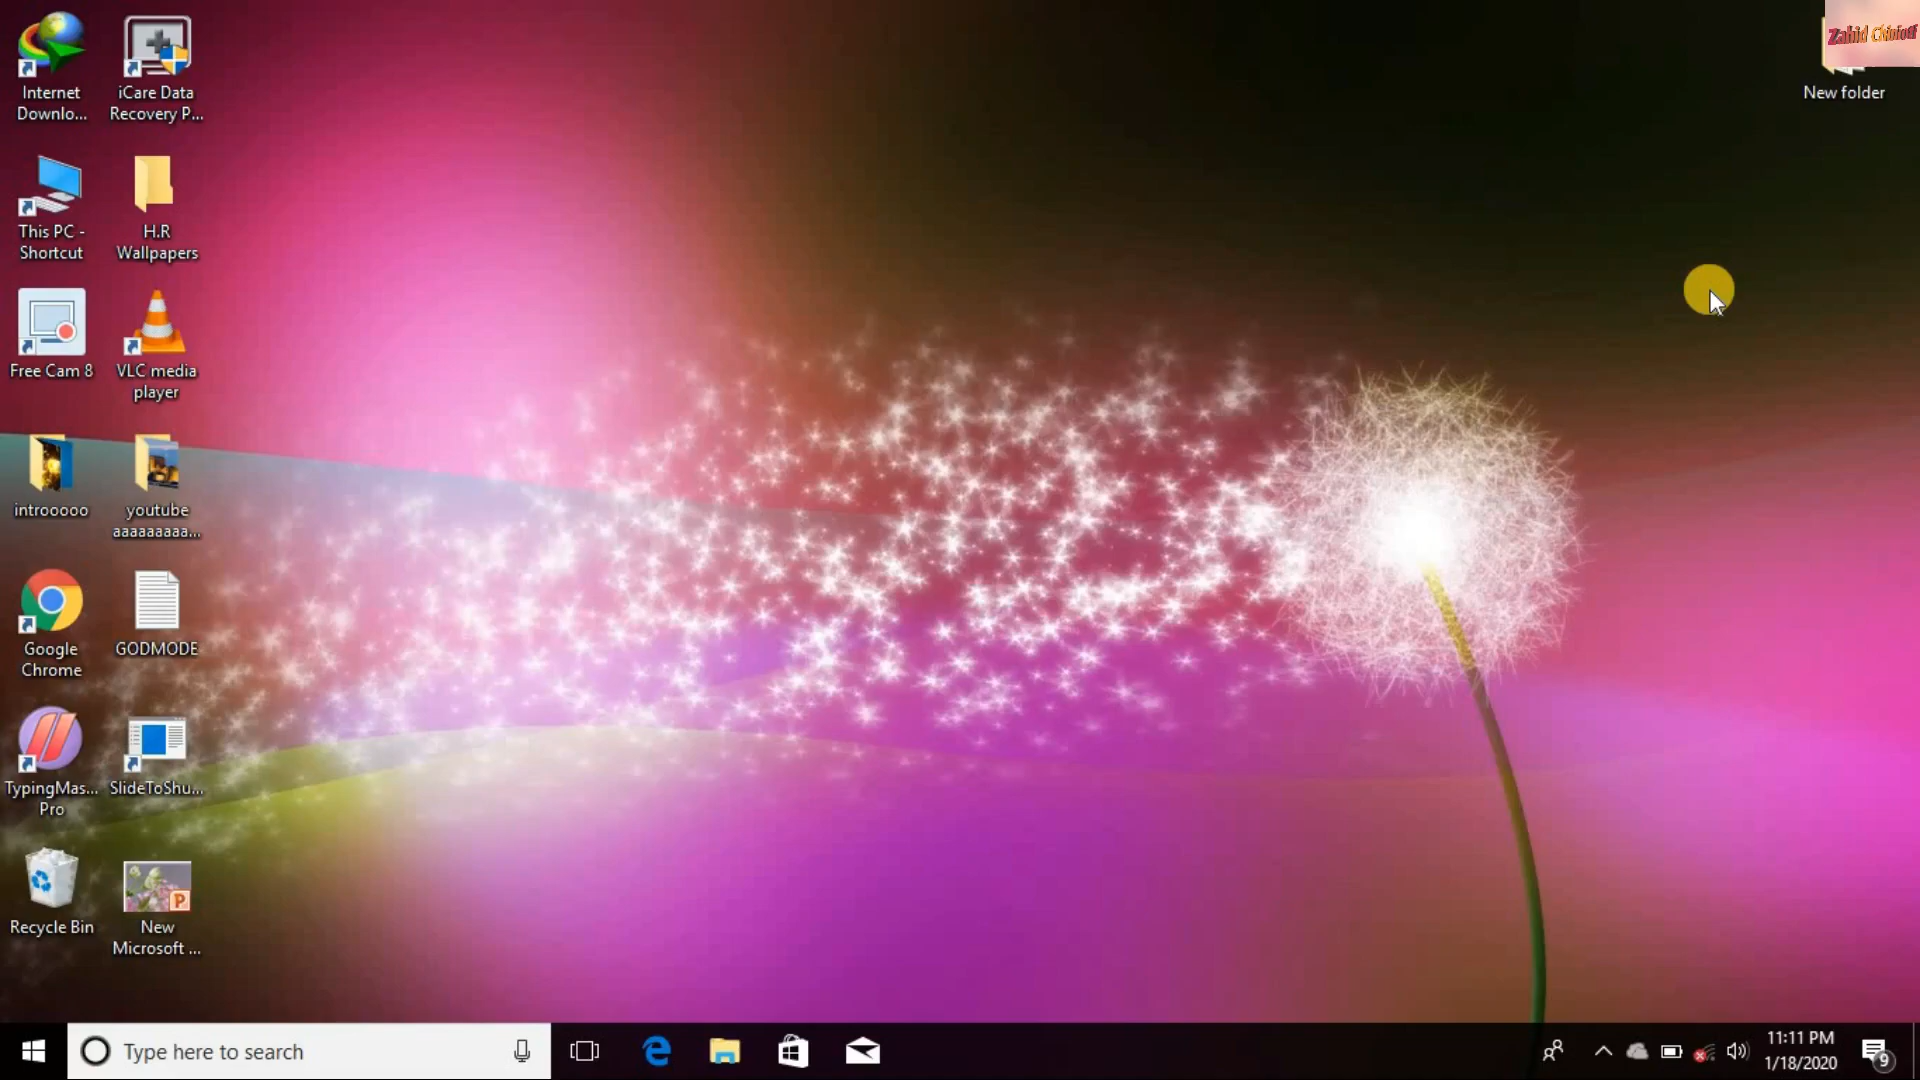 Internet
Downlo...
iCare Data
Recovery P...
Zahid Chinioti
New folder
This PC -
Shortcut
H.R
Wallpapers
Free Cam 8
VLC media
player
introoooo
youtube
aaaaaaaaa...
Google
Chrome
GODMODE
TypingMas...
Pro
SlideToShu...
Recycle Bin
New
Microsoft ...
P
Type here to search
11:11 PM
1/18/2020
9